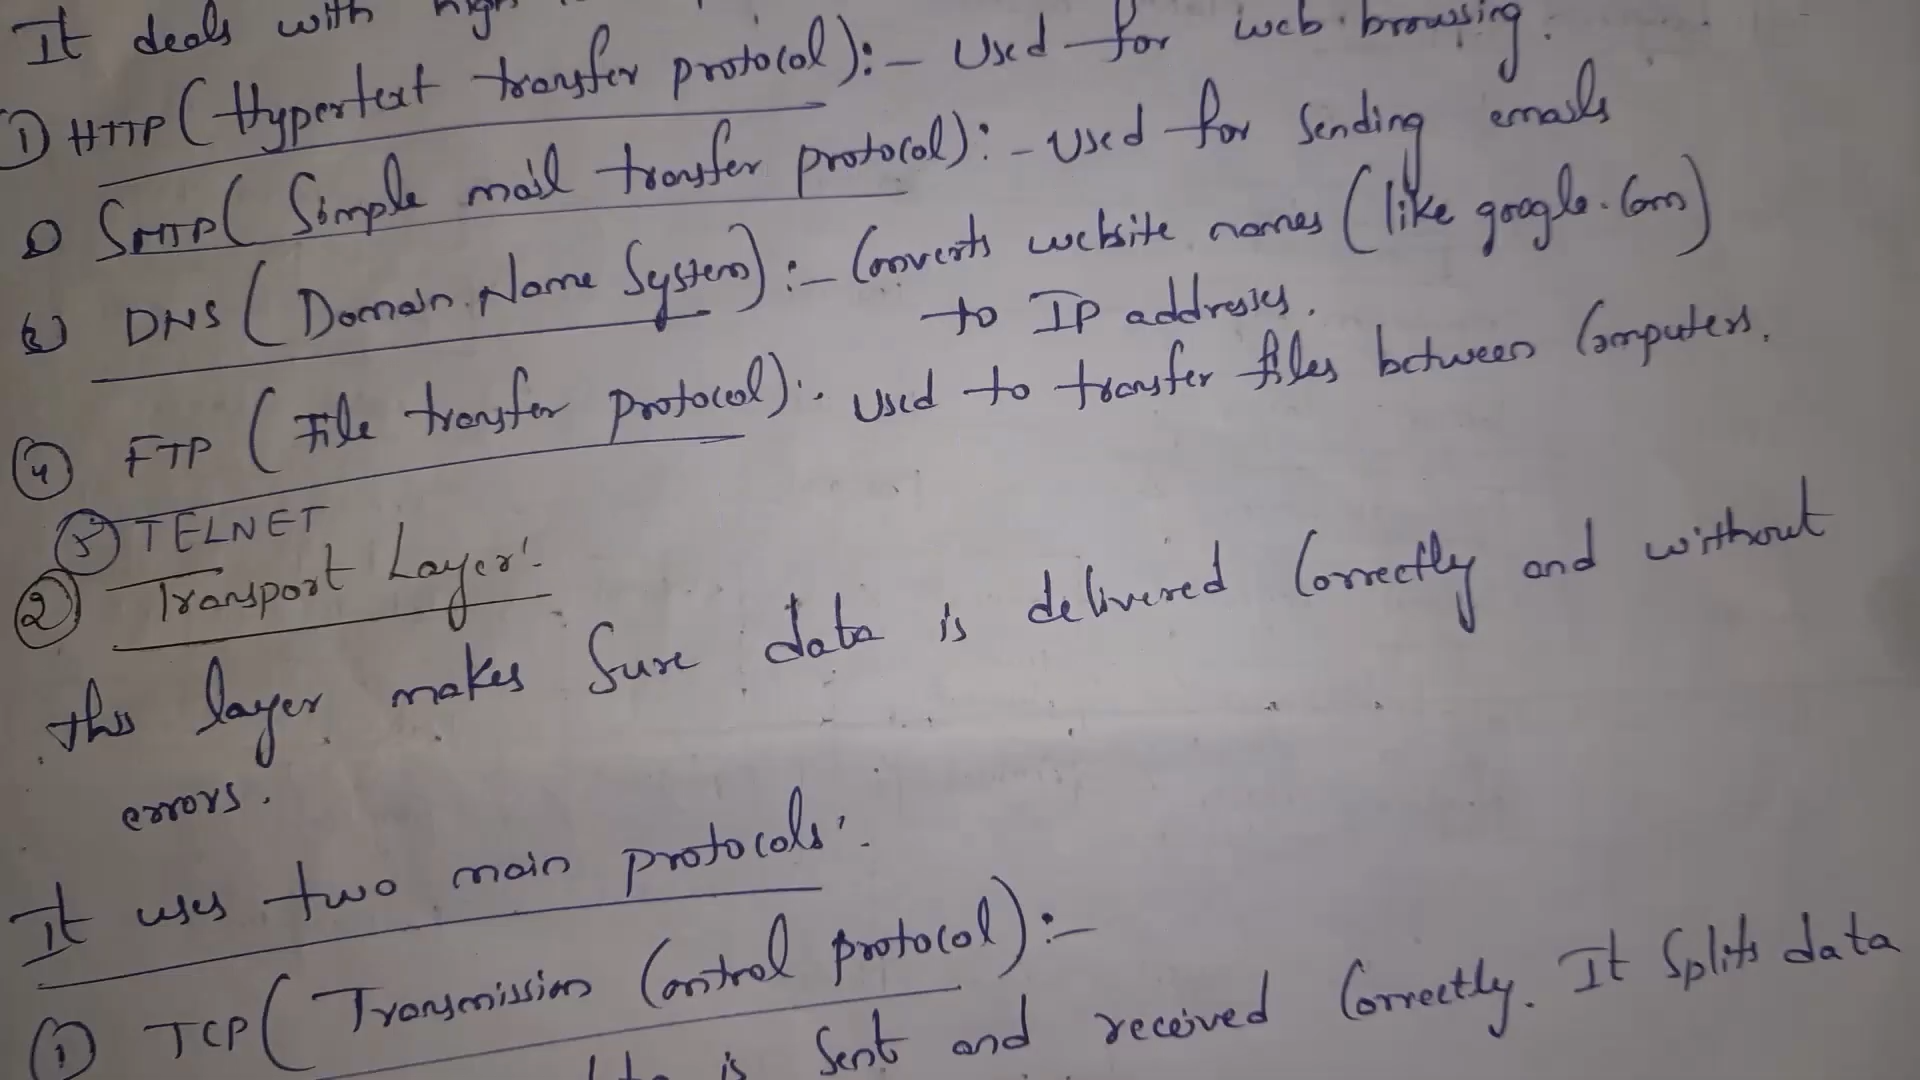 It deals with high
① HTTP (Hypertext transfer protocol):- Used for web browsing.
② SMTP (Simple mail transfer protocol):- Used for Sending emails
③ DNS (Domain Name System):- Converts website names (like google.com)
to IP addresses.
④ FTP (File transfer protocol):- Used to transfer files between Computers.
⑤ TELNET
② Transport Layer:
This layer makes Sure data is delivered Correctly and without
errors.
It uses two main protocols:
① TCP (Transmission Control protocol):-
is Sent and received Correctly. It Splits data